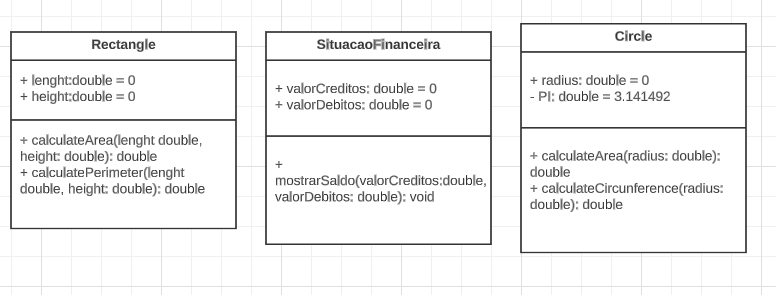 Rectangle
+ lenght:double = 0
+ height:double = 0
+ calculateArea(lenght double,
height: double): double
+ calculatePerimeter(lenght
double, height: double): double
SituacaoFinanceira
+ valorCreditos: double = 0
+ valorDebitos: double = 0
+
mostrarSaldo(valorCreditos:double,
valorDebitos: double): void
Circle
+ radius: double = 0
- PI: double = 3.141492
+ calculateArea(radius: double):
double
+ calculateCircunference(radius:
double): double